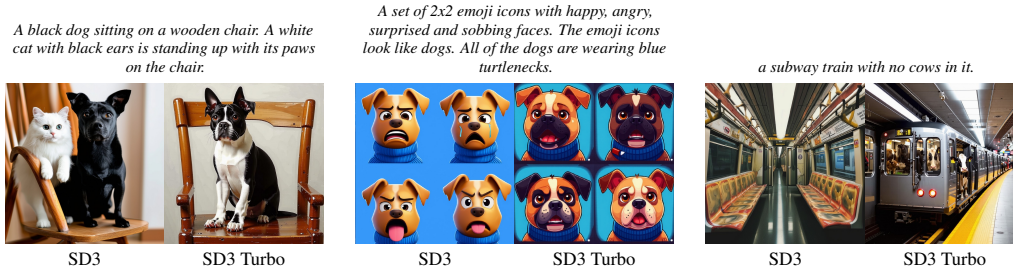 A black dog sitting on a wooden chair. A white
cat with black ears is standing up with its paws
on the chair.
A set of 2x2 emoji icons with happy, angry,
surprised and sobbing faces. The emoji icons
look like dogs. All of the dogs are wearing blue
turtlenecks.
a subway train with no cows in it.
SD3
SD3 Turbo
SD3
SD3 Turbo
SD3
SD3 Turbo